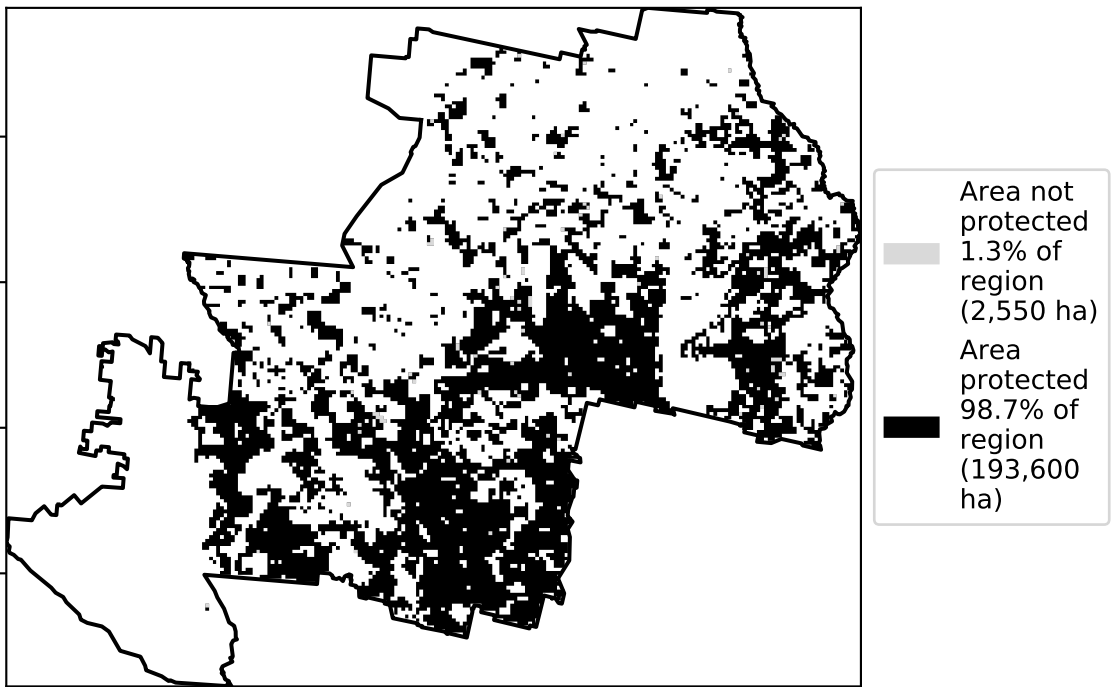 Area not
protected
1.3% of
region
(2,550 ha)
Area
protected
98.7% of
region
(193,600
ha)